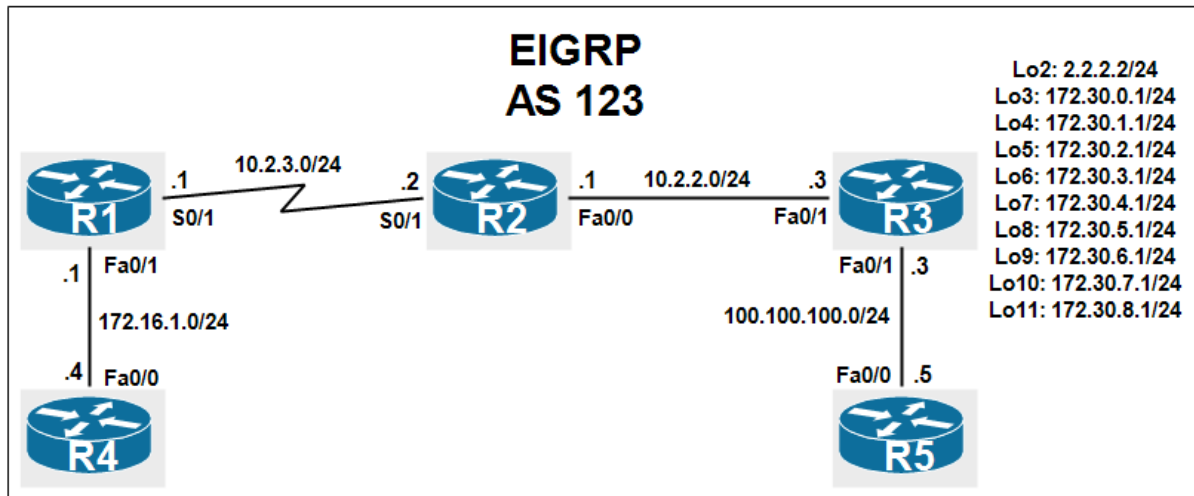 EIGRP
AS 123
Lo2: 2.2.2.2/24
Lo3: 172.30.0.1/24
Lo4: 172.30.1.1/24
Lo5: 172.30.2.1/24
Lo6: 172.30.3.1/24
Lo7: 172.30.4.1/24
Lo8: 172.30.5.1/24
Lo9: 172.30.6.1/24
Lo10: 172.30.7.1/24
Lo11: 172.30.8.1/24
.1
10.2.3.0/24
.2
.1
10.2.2.0/24
.3
R1
S0/1
S0/1
R2
Fa0/0
Fa0/1
R3
.1
Fa0/1
Fa0/1
.3
172.16.1.0/24
100.100.100.0/24
.4
Fa0/0
Fa0/0
.5
R4
R5